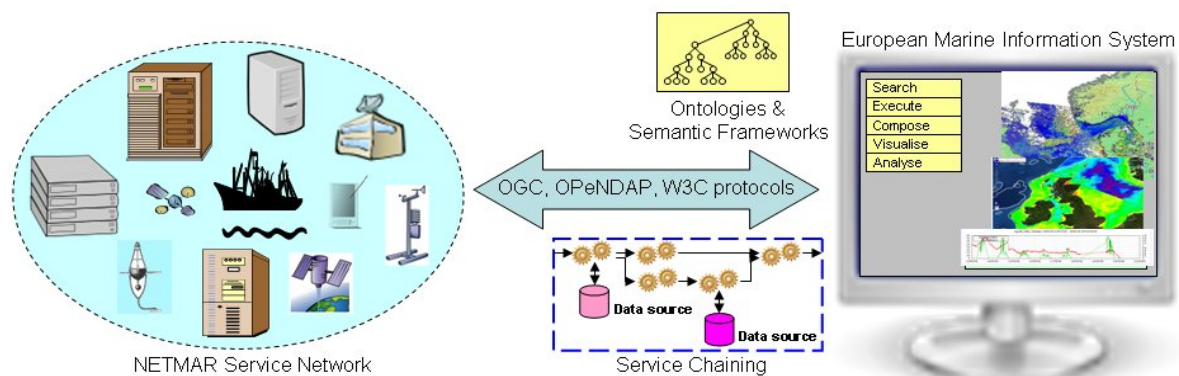 European Marine Information System
Search
Execute
Compose
Visualise
Analyse
Ontologies &
Semantic Frameworks
OGC, OPeNDAP, W3C protocols
Data source
Data source
NETMAR Service Network
Service Chaining